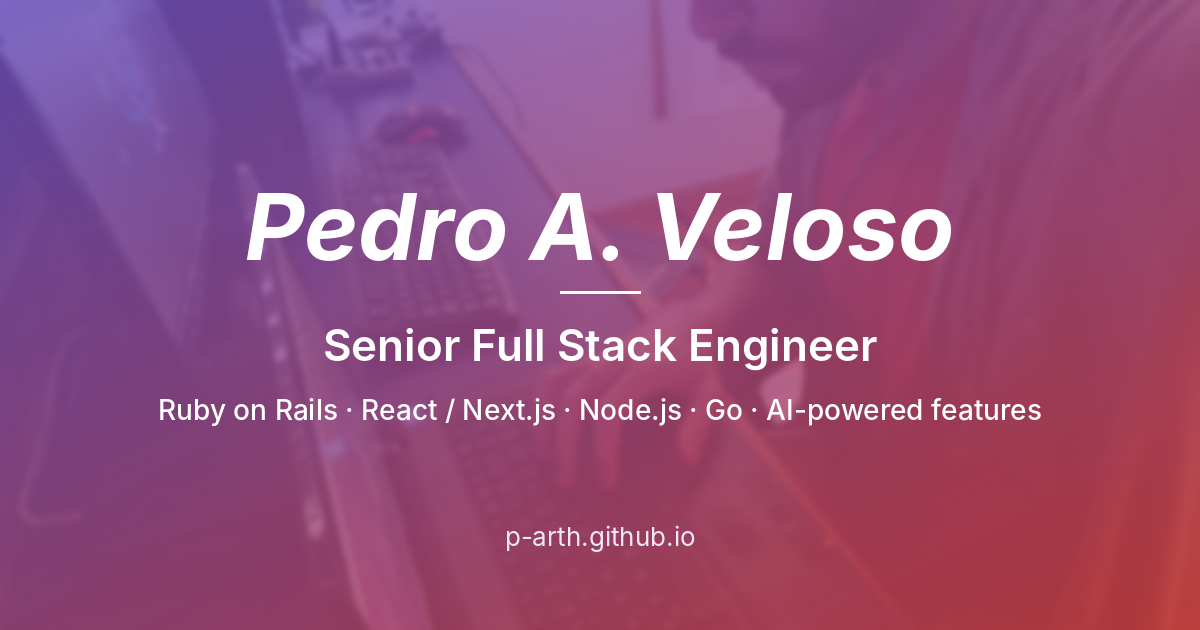 Pedro A. Veloso
Senior Full Stack Engineer
Ruby on Rails · React / Next.js · Node.js · Go · AI-powered features
p-arth.github.io